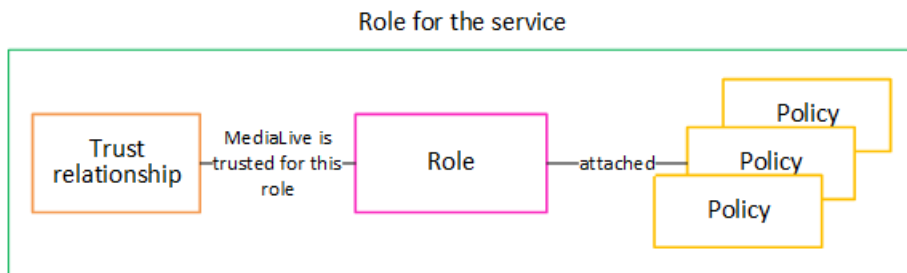 Role for the service
Trust
relationship
MediaLive is
trusted for this
role
Role
attached
Policy
Policy
Policy